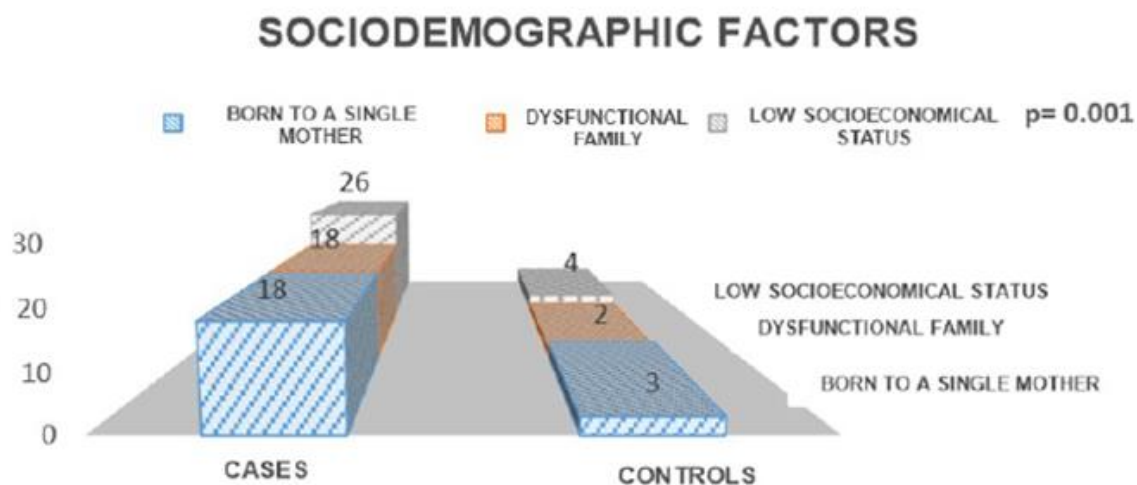 SOCIODEMOGRAPHIC FACTORS
BORN TO A SINGLE
MOTHER
DYSFUNCTIONAL
FAMILY
LOW SOCIOECONOMICAL
STATUS
p= 0.001
26
18
18
30
20
10
0
4
2
3
LOW SOCIOECONOMICAL STATUS
DYSFUNCTIONAL FAMILY
BORN TO A SINGLE MOTHER
CASES
CONTROLS